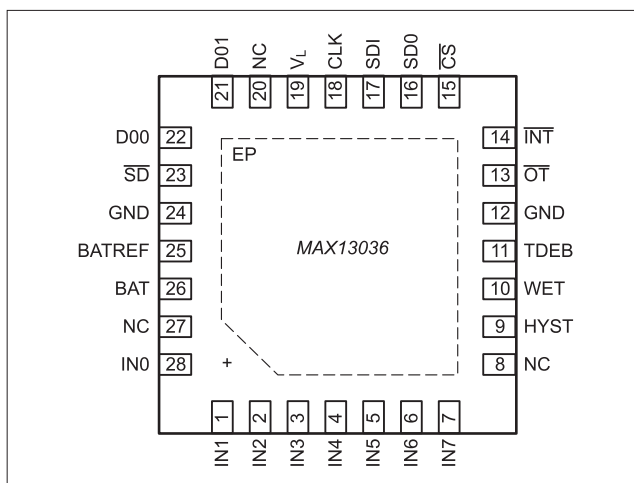 D01 NC VL CLK SDI SD0 CS
21 20 19 18 17 16 15
D00 22 14 INT
EP
SD 23 13 OT
GND 24 12 GND
MAX13036
BATREF 25 11 TDEB
BAT 26 10 WET
NC 27 9 HYST
IN0 28 + 8 NC
1 2 3 4 5 6 7
IN1 IN2 IN3 IN4 IN5 IN6 IN7